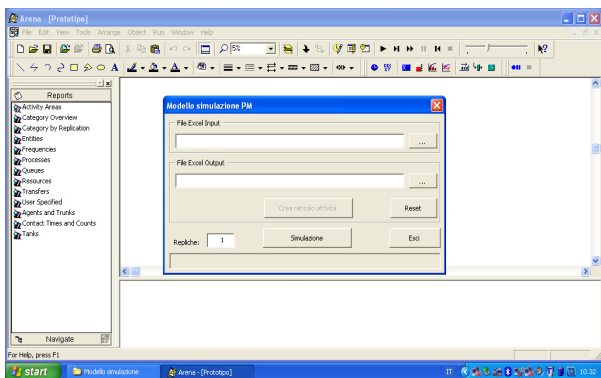 Arena - [Prototipo]
File Edit View Tools Arrange Object Run Window Help
5%
Reports
Activity Areas
Category Overview
Category by Replication
Entities
Frequencies
Processes
Queues
Resources
Transfers
User Specified
Agents and Trunks
Contact Times and Counts
Tanks
Navigate
Modello simulazione PM
File Excel Input
...
File Excel Output
...
Crea reticolo attività
Reset
Repliche: 1
Simulazione
Esci
For Help, press F1
start
Modello simulazione
Arena - [Prototipo]
IT
10.32